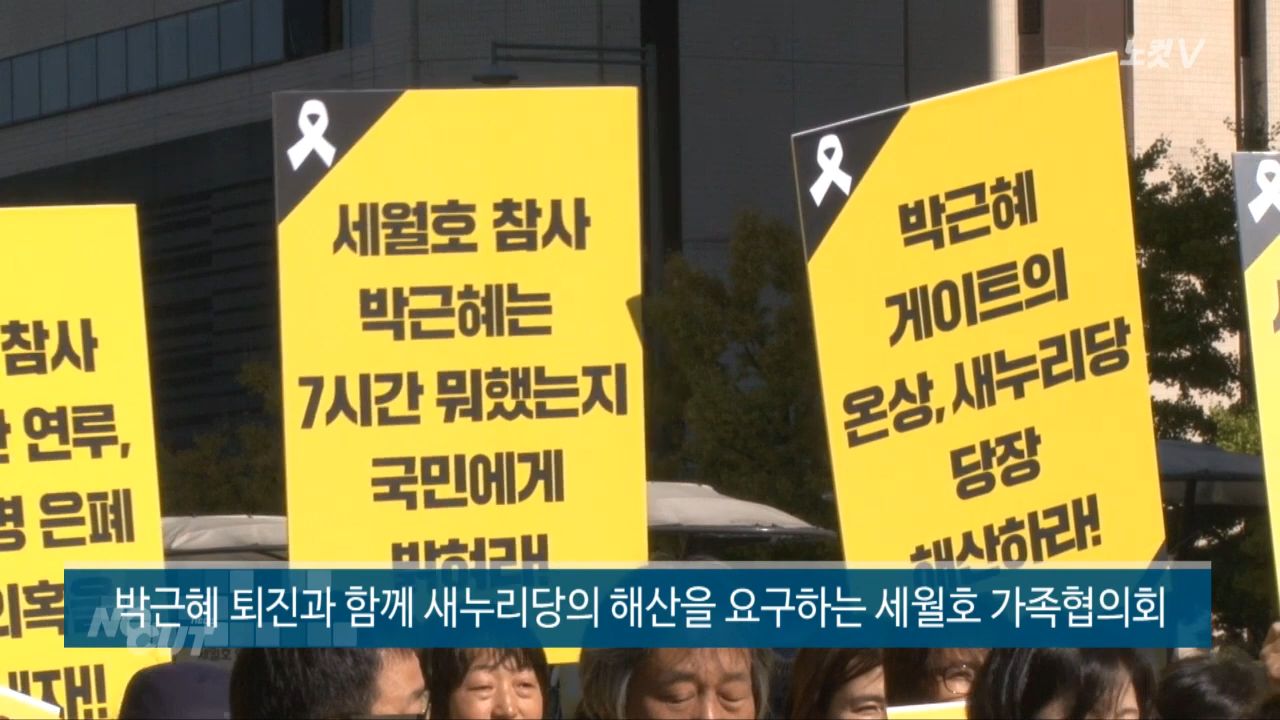 노컷V
참사
연루,
은폐
세월호 참사
박근혜는
7시간 뭐했는지
국민에게
밝혀라!
박근혜
게이트의
온상, 새누리당
당장
해산하라!
박근혜 퇴진과 함께 새누리당의 해산을 요구하는 세월호 가족협의회
NOCUT